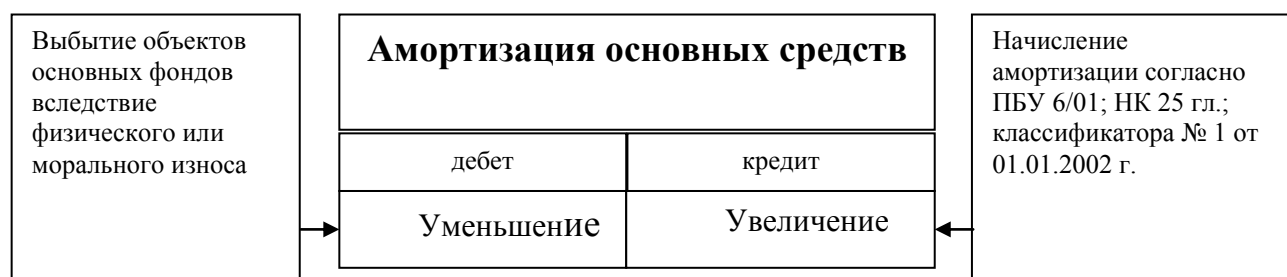 Выбытие объектов
основных фондов
вследствие
физического или
морального износа
Амортизация основных средств
дебет
кредит
Уменьшение
Увеличение
Начисление
амортизации согласно
ПБУ 6/01; НК 25 гл.;
классификатора № 1 от
01.01.2002 г.